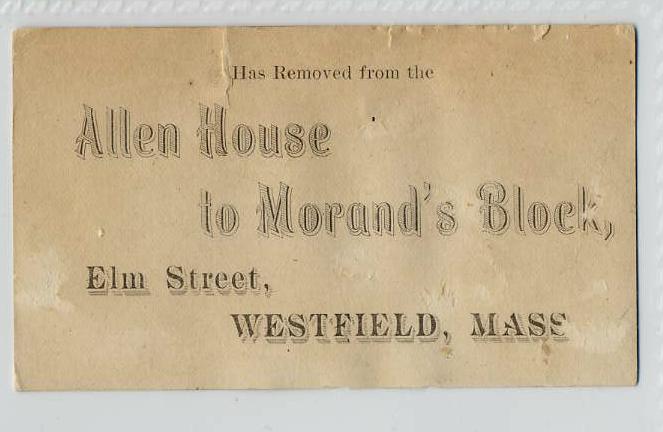 Has Removed from the
Allen House
to Morand's Block,
Elm Street,
WESTFIELD, MASS